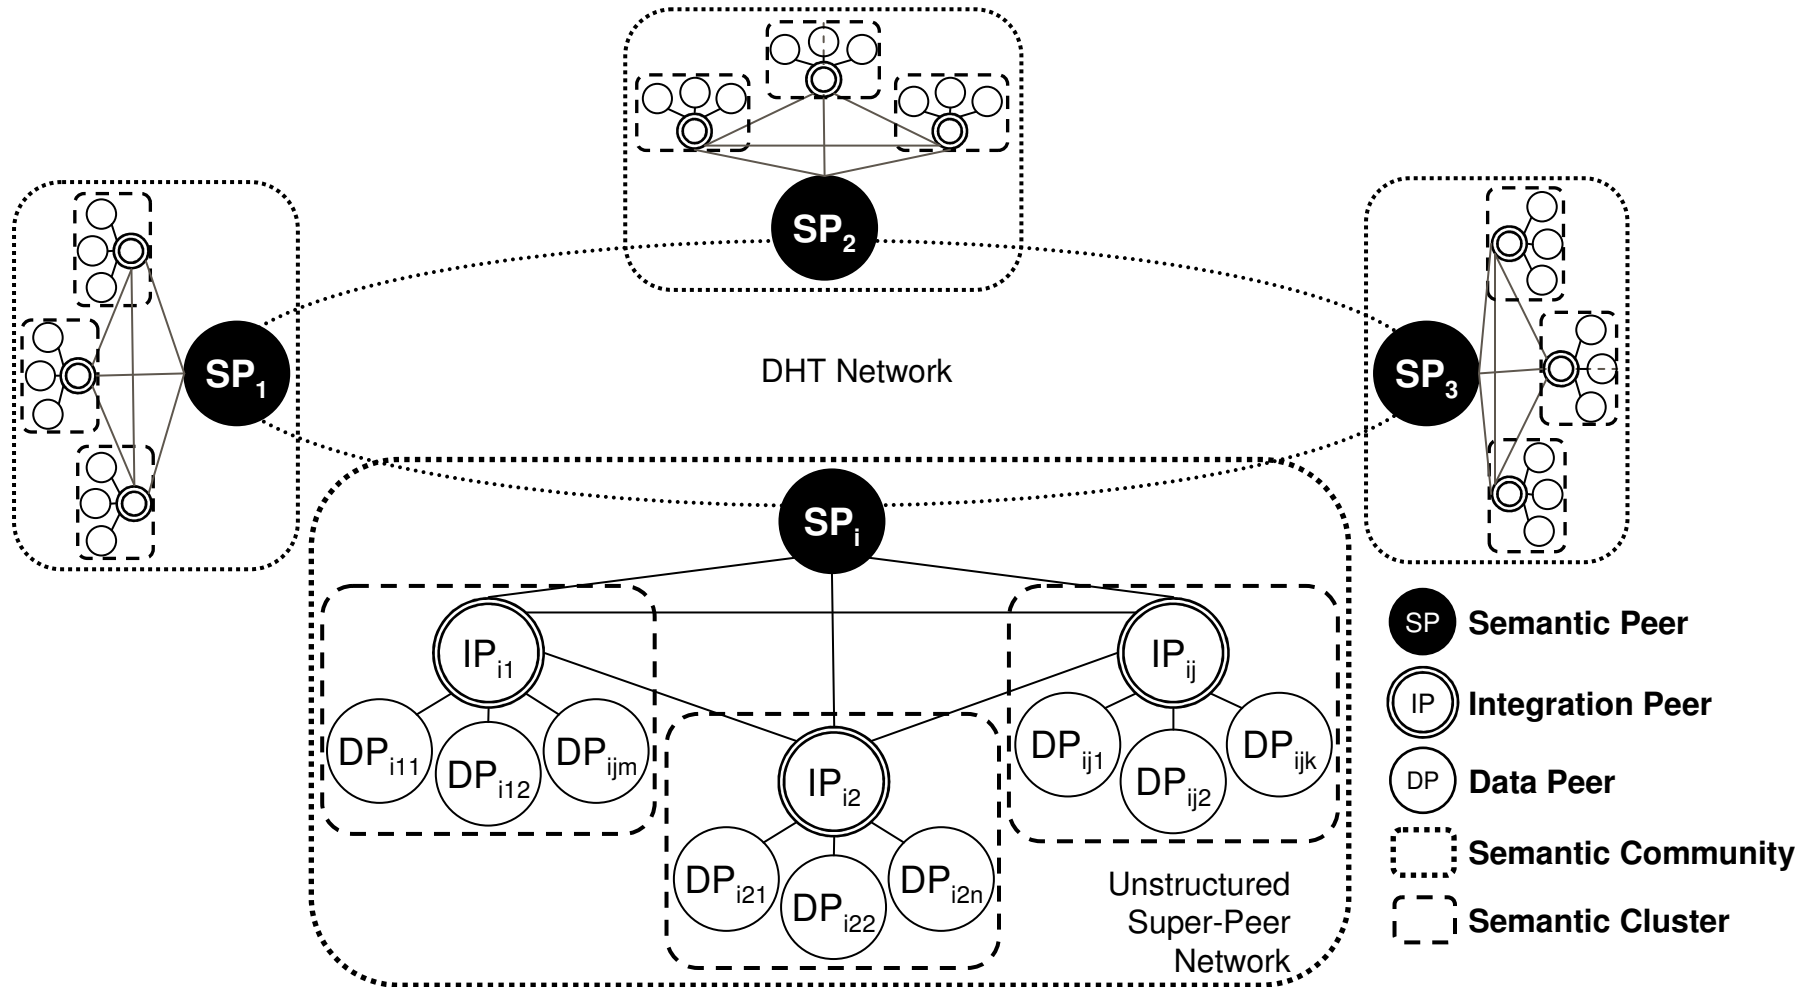 SP2
SP1
DHT Network
SP3
SPi
IPi1
IPij
DPi11
DPi12
DPijm
DPij1
DPij2
DPijk
IPi2
DPi21
DPi22
DPi2n
Unstructured
Super-Peer
Network
SP Semantic Peer
IP Integration Peer
DP Data Peer
Semantic Community
Semantic Cluster